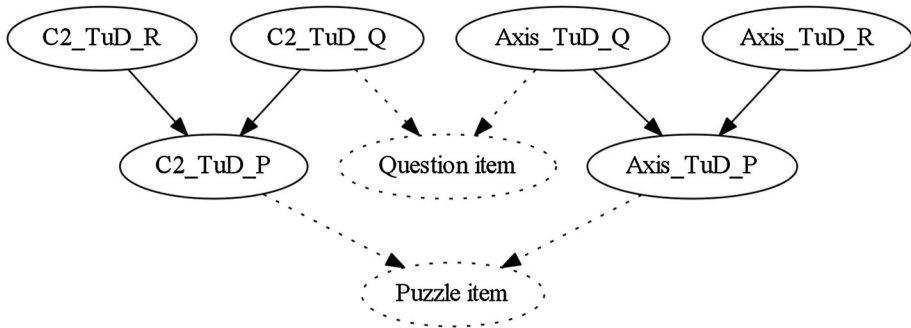 C2_TuD_R
C2_TuD_Q
Axis_TuD_Q
Axis_TuD_R
C2_TuD_P
Question item
Axis_TuD_P
Puzzle item